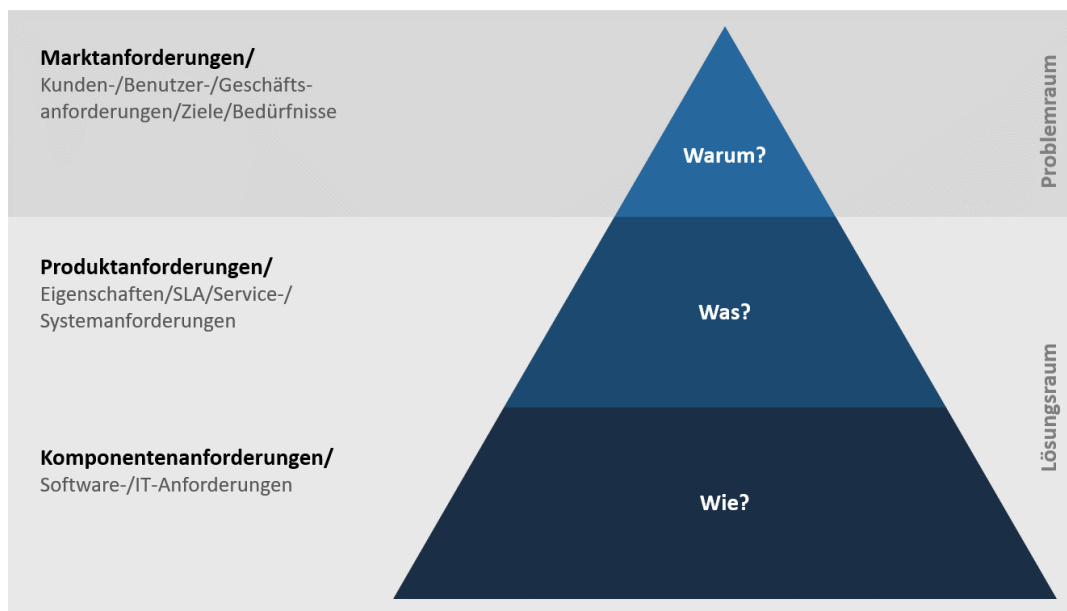 Marktanforderungen/
Kunden-/Benutzer-/Geschäfts-
anforderungen/Ziele/Bedürfnisse
Warum?
Problemraum
Produktanforderungen/
Eigenschaften/SLA/Service-/
Systemanforderungen
Was?
Lösungsraum
Komponentenanforderungen/
Software-/IT-Anforderungen
Wie?